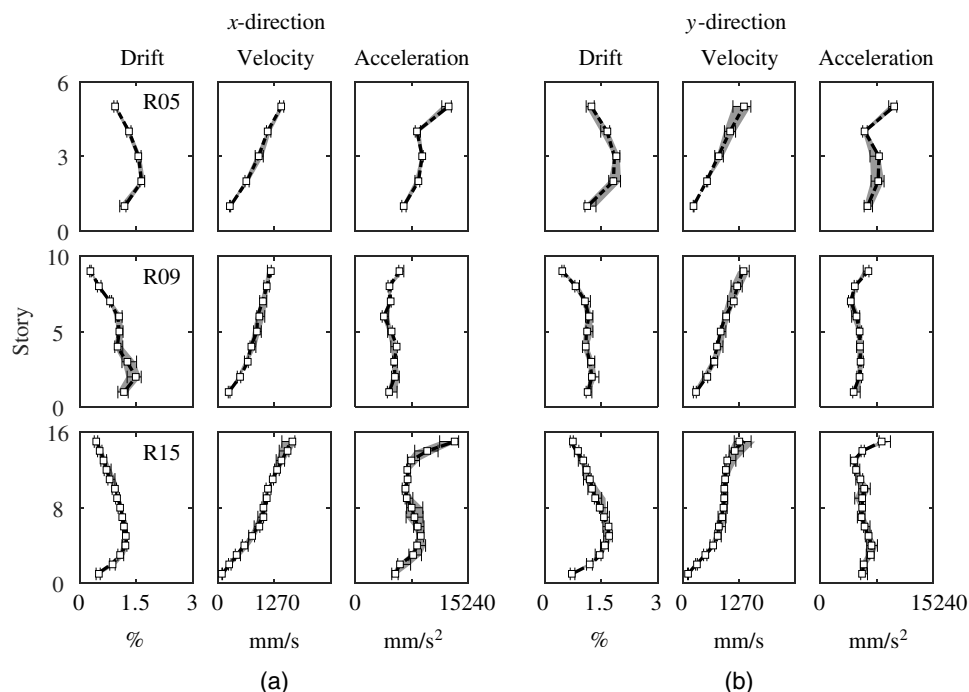 x-direction
y-direction
Drift Velocity Acceleration
Drift Velocity Acceleration
6
R05
3
0
10
R09
5
0
16
R15
8
0
Story
0 1.5 3
0 1270
0 15240
0 1.5 3
0 1270
0 15240
% mm/s mm/s²
% mm/s mm/s²
(a) (b)